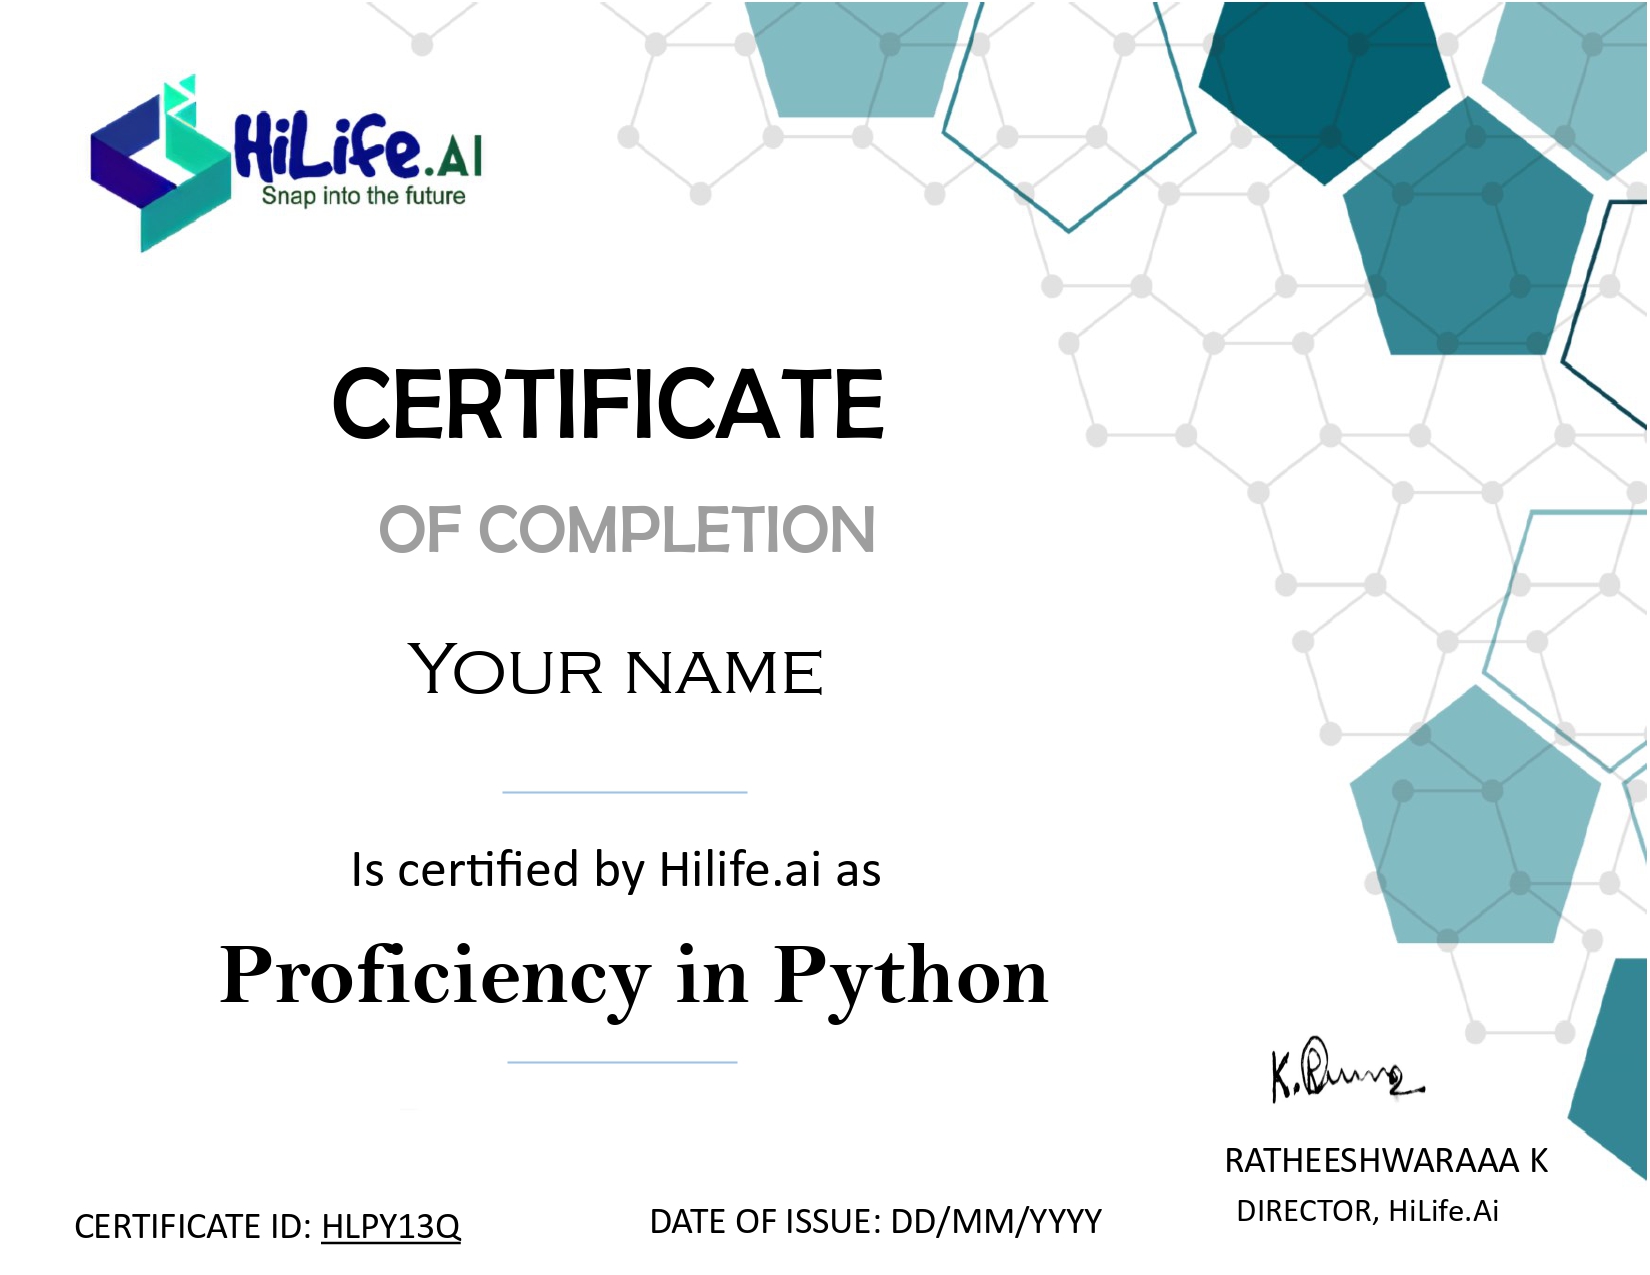 HiLiFe.AI
Snap into the future
CERTIFICATE
OF COMPLETION
YOUR NAME
Is certified by Hilife.ai as
Proficiency in Python
RATHEESHWARAAA K
DIRECTOR, HiLife.Ai
CERTIFICATE ID: HLPY13Q
DATE OF ISSUE: DD/MM/YYYY